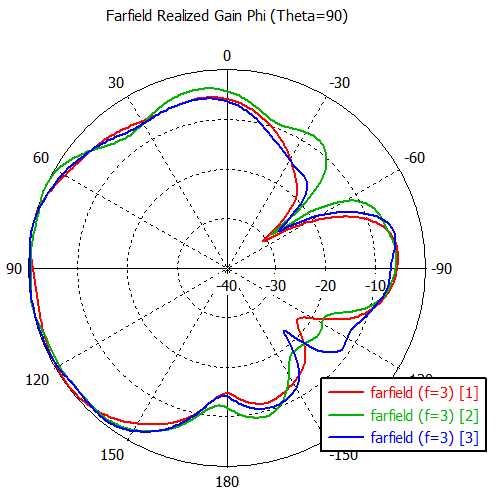 Farfield Realized Gain Phi (Theta=90)
0
30 -30
60 -60
90 -40 -30 -20 -10 -90
120
farfield (f=3) [1]
farfield (f=3) [2]
farfield (f=3) [3]
150 -150
180